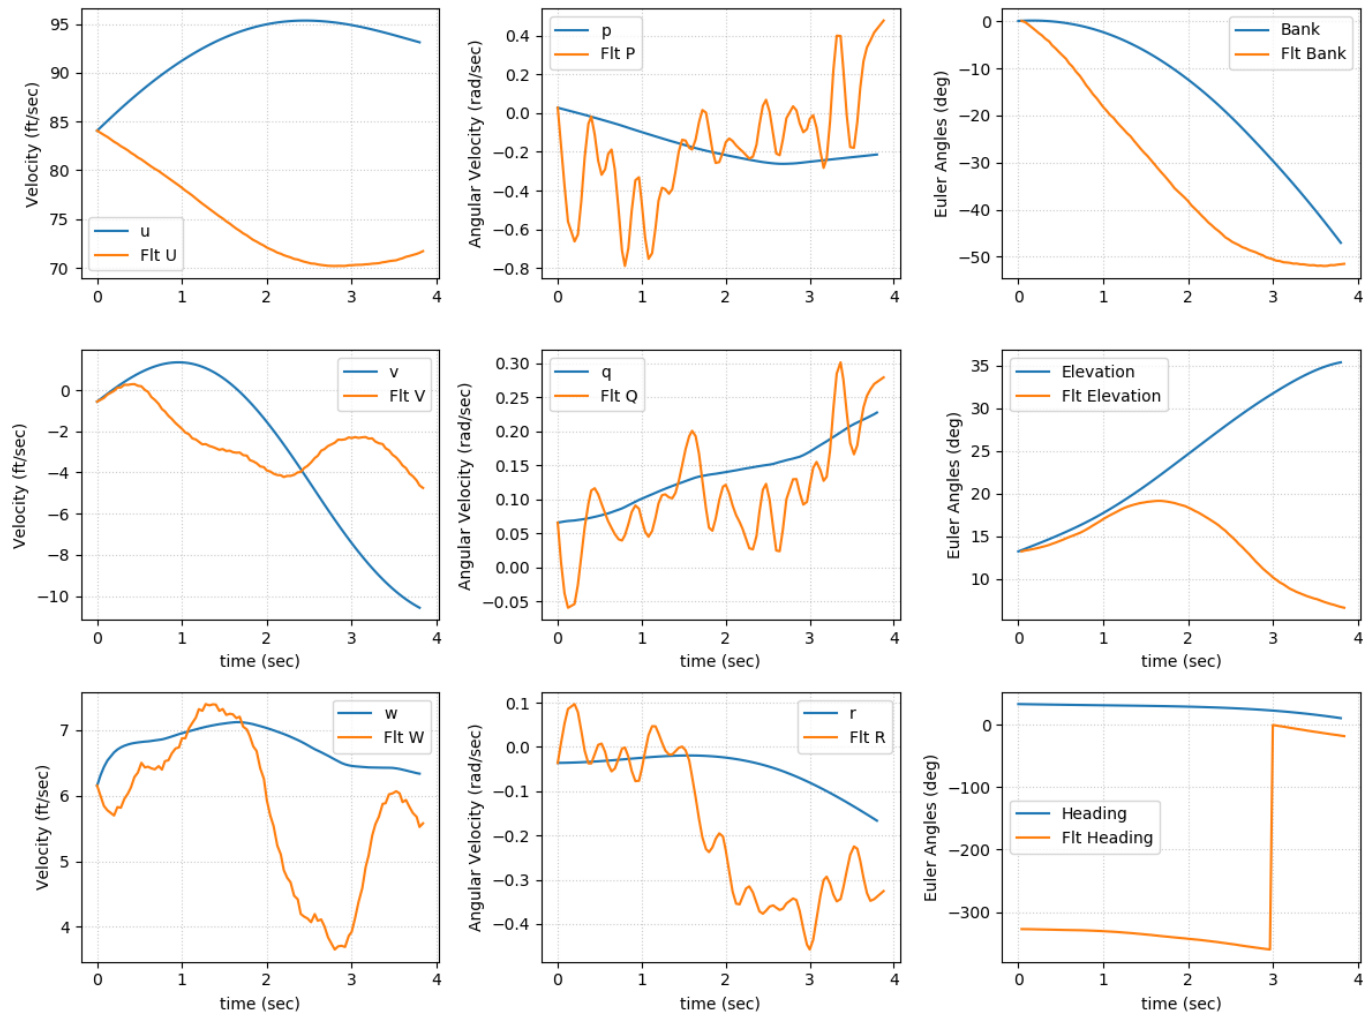 Velocity (ft/sec)
95
90
85
80
75
70
u
Flt U
0 1 2 3 4
Angular Velocity (rad/sec)
0.4
0.2
0.0
−0.2
−0.4
−0.6
−0.8
p
Flt P
0 1 2 3 4
Euler Angles (deg)
0
−10
−20
−30
−40
−50
Bank
Flt Bank
0 1 2 3 4
Velocity (ft/sec)
0
−2
−4
−6
−8
−10
v
Flt V
0 1 2 3 4
time (sec)
Angular Velocity (rad/sec)
0.30
0.25
0.20
0.15
0.10
0.05
0.00
−0.05
q
Flt Q
0 1 2 3 4
time (sec)
Euler Angles (deg)
35
30
25
20
15
10
Elevation
Flt Elevation
0 1 2 3 4
time (sec)
Velocity (ft/sec)
7
6
5
4
w
Flt W
0 1 2 3 4
time (sec)
Angular Velocity (rad/sec)
0.1
0.0
−0.1
−0.2
−0.3
−0.4
r
Flt R
0 1 2 3 4
time (sec)
Euler Angles (deg)
0
−100
−200
−300
Heading
Flt Heading
0 1 2 3 4
time (sec)